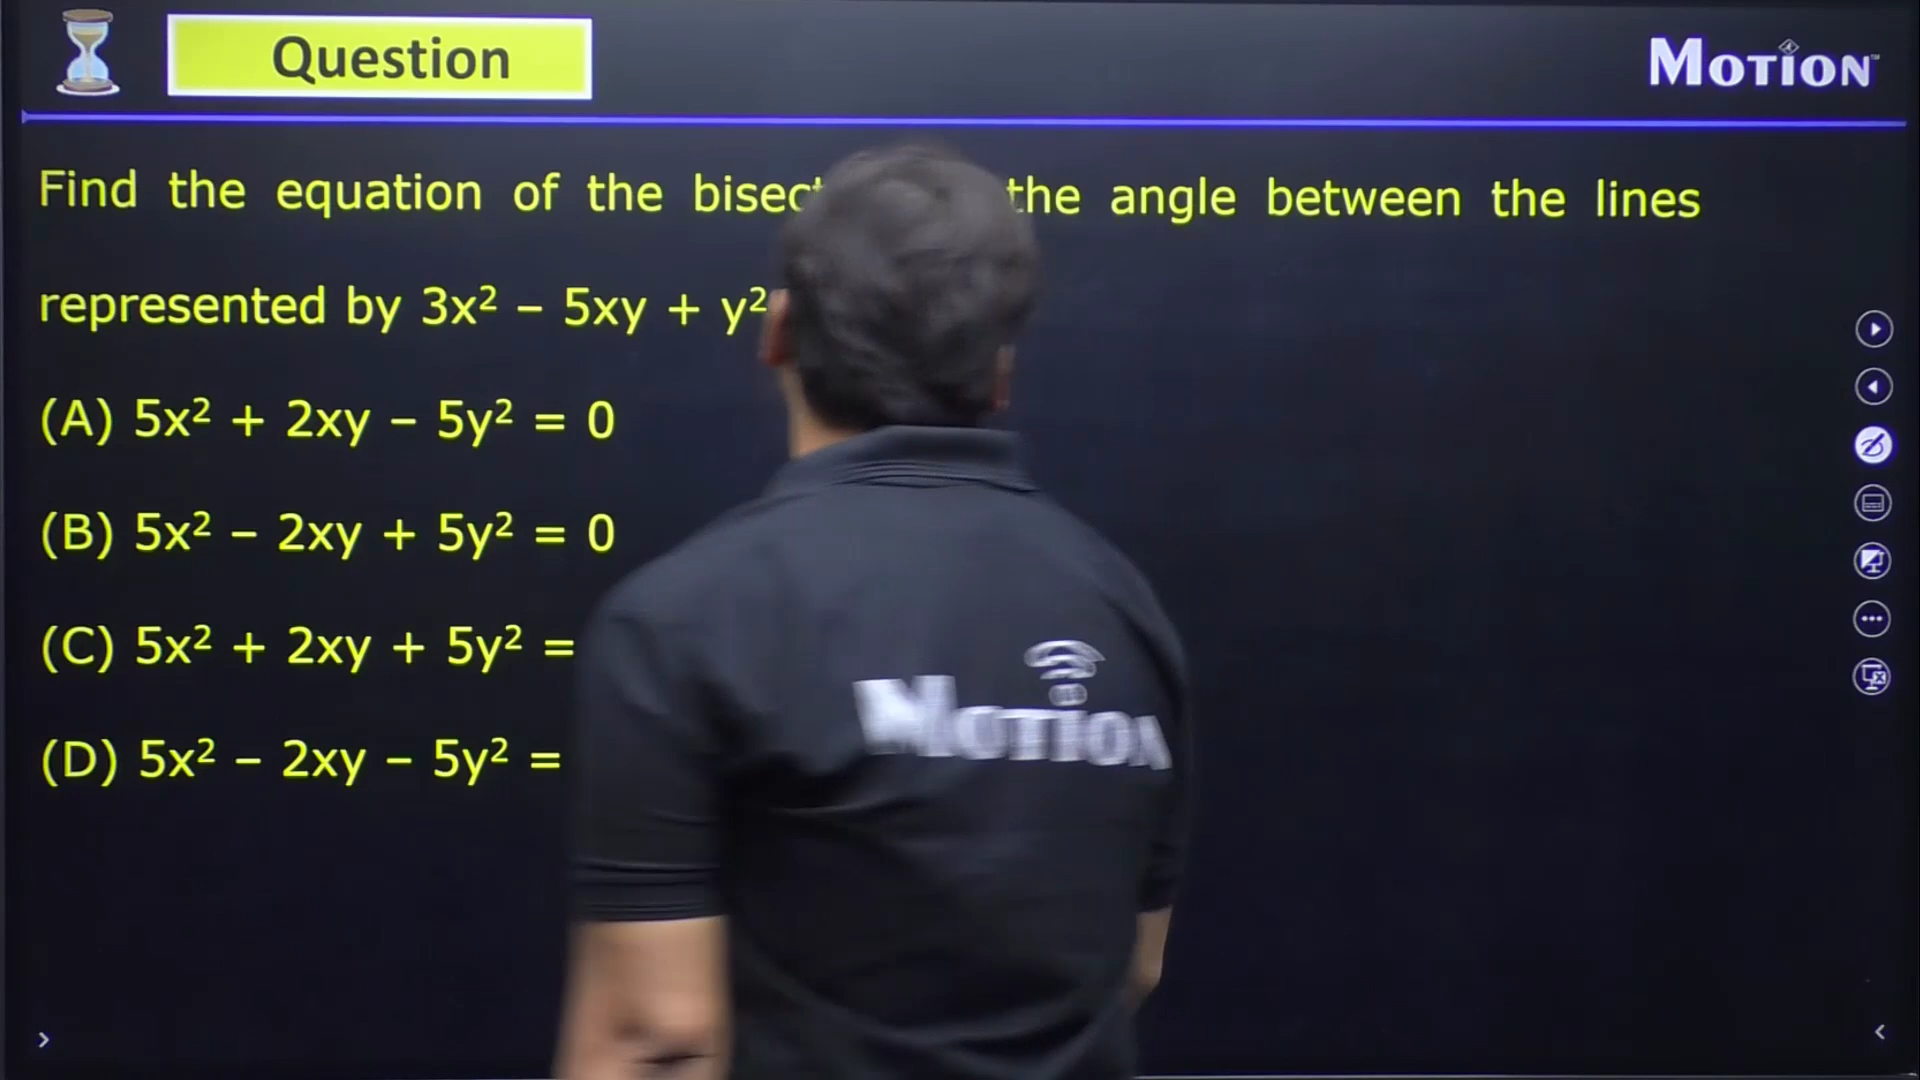 Question
MOTION
Find the equation of the the angle between the lines
represented by 3x² – 5xy + y²
(A) 5x² + 2xy – 5y² = 0
(B) 5x² – 2xy + 5y² = 0
(C) 5x² + 2xy + 5y² =
(D) 5x² – 2xy – 5y² =
MOTION